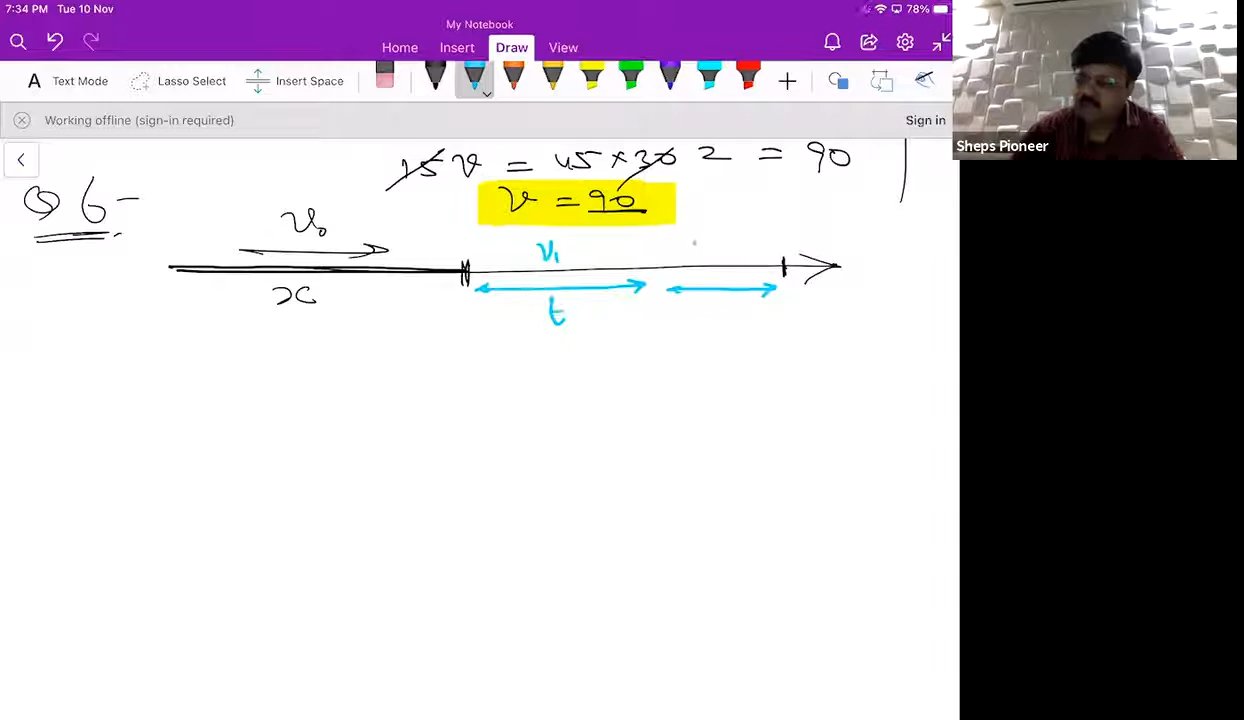 7:34 PM Tue 10 Nov
78%
My Notebook
Home Insert Draw View
A Text Mode
Lasso Select
Insert Space
Working offline (sign-in required)
Sign in
Sheps Pioneer
15 v = 45 × 30 2 = 90
v = 90
Q6-
v₀
v₁
x
t